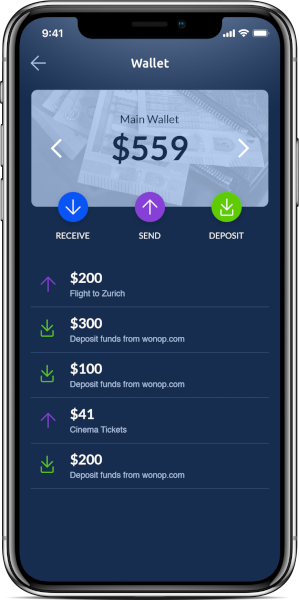 9:41
Wallet
Main Wallet
$559
RECEIVE SEND DEPOSIT
$200
Flight to Zurich
$300
Deposit funds from wonop.com
$100
Deposit funds from wonop.com
$41
Cinema Tickets
$200
Deposit funds from wonop.com